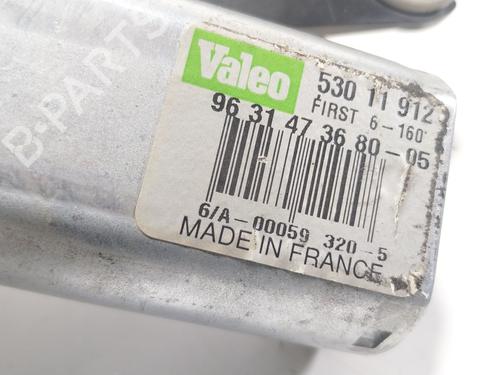 Valeo
530 11 912
FIRST 6-160°
96 31 47 36 80-05
6/A-00059 320-5
MADE IN FRANCE
B-PARTS